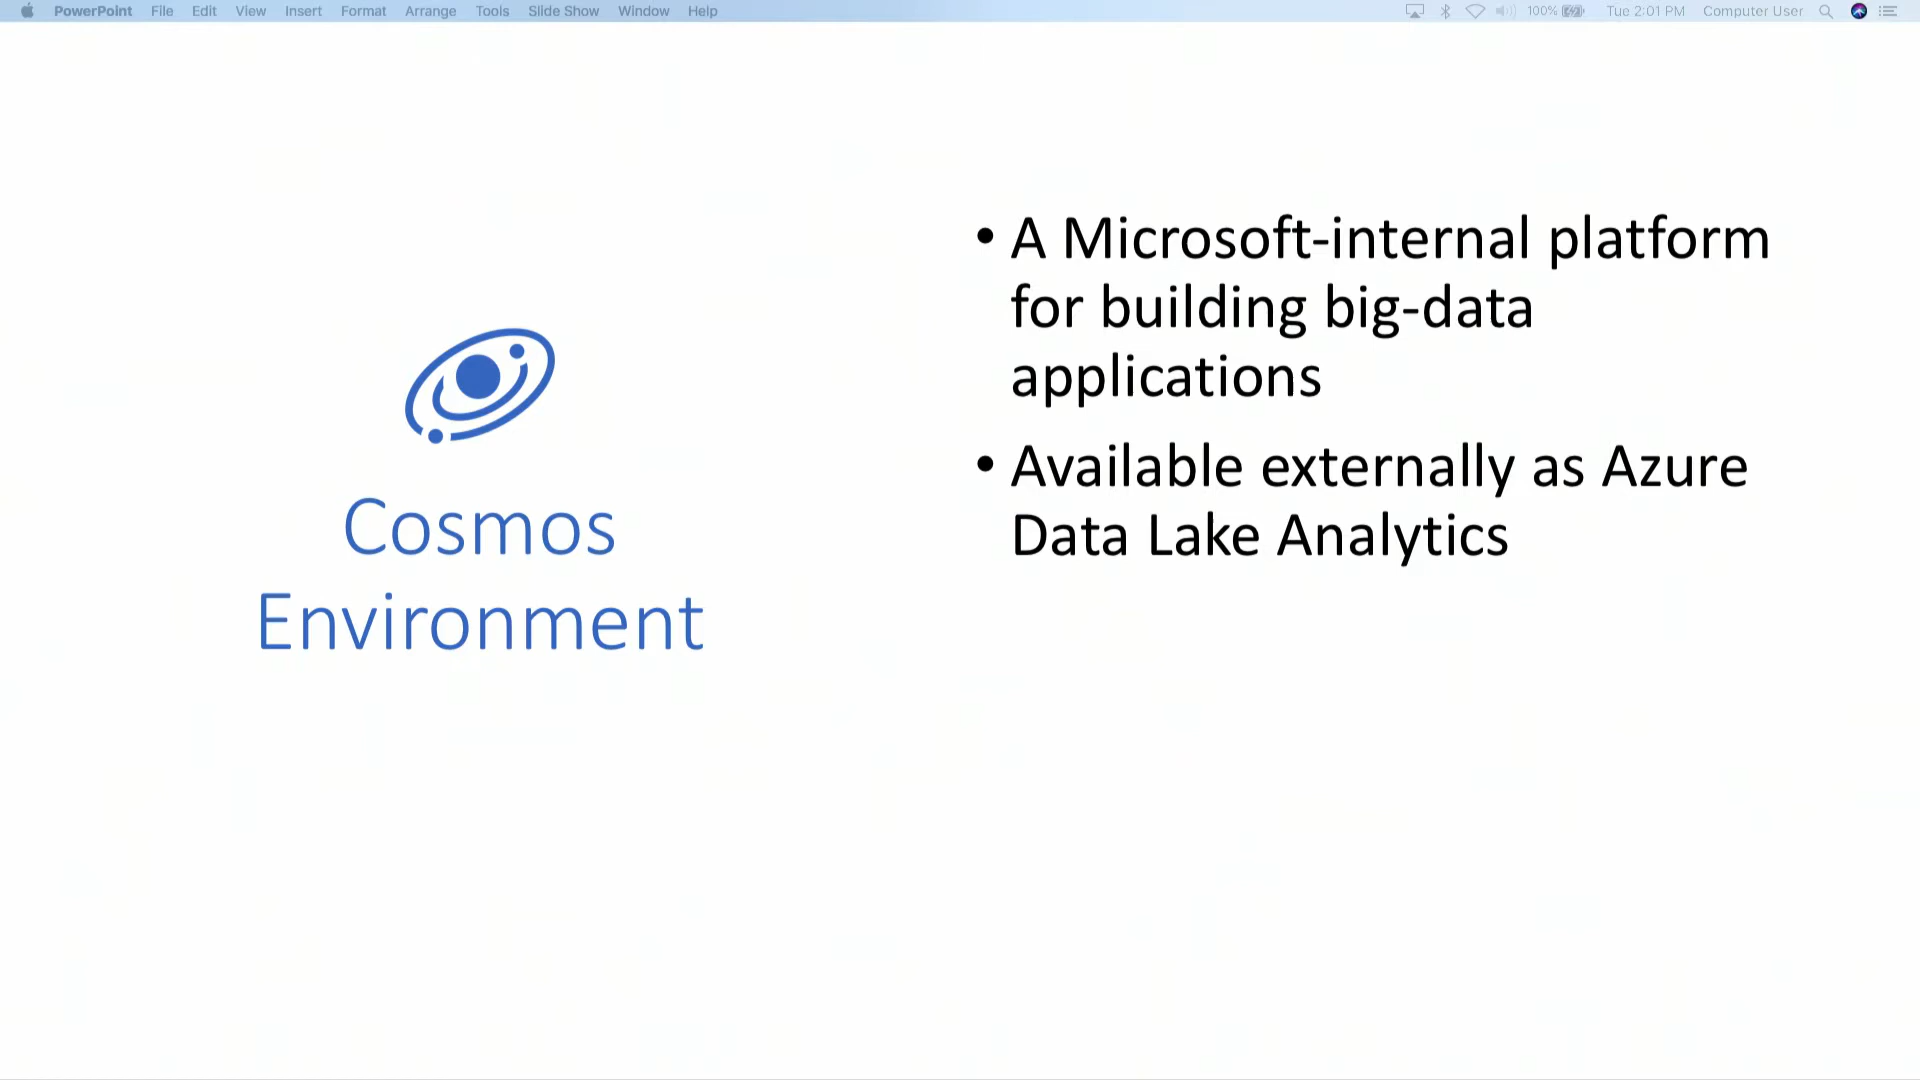 PowerPoint File Edit View Insert Format Arrange Tools Slide Show Window Help 100% Tue 2:01 PM Computer User
Cosmos
Environment
• A Microsoft-internal platform
for building big-data
applications
• Available externally as Azure
Data Lake Analytics